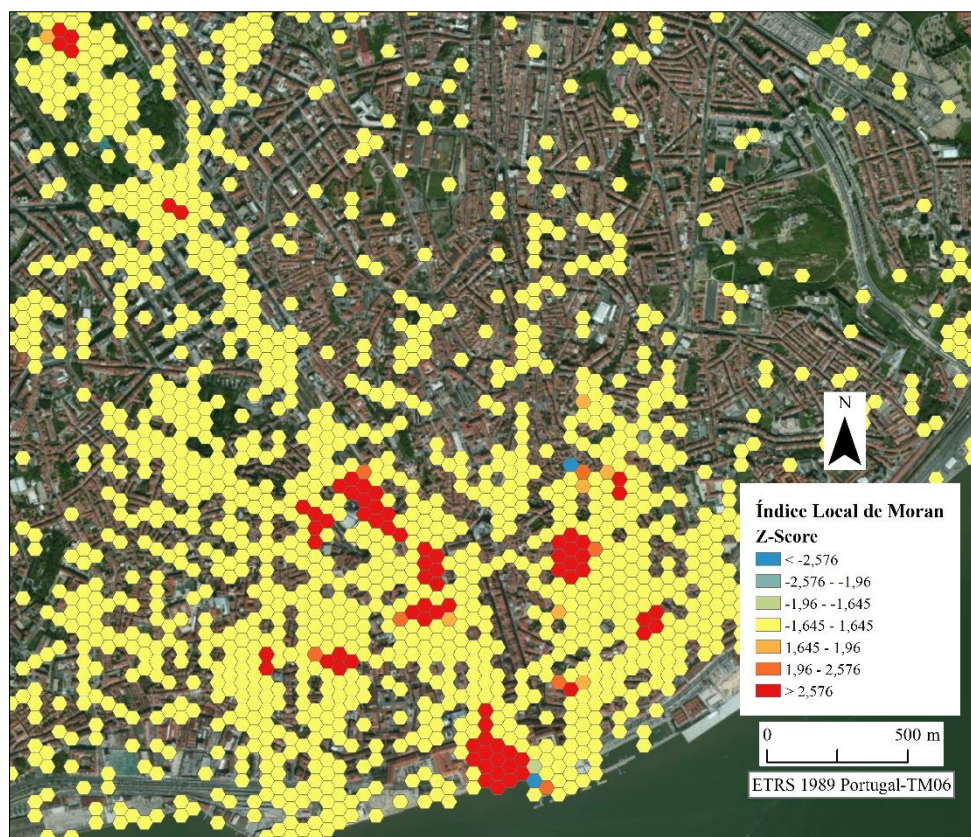 N
Índice Local de Moran
Z-Score
< -2,576
-2,576 - -1,96
-1,96 - -1,645
-1,645 - 1,645
1,645 - 1,96
1,96 - 2,576
> 2,576
0 500 m
ETRS 1989 Portugal-TM06